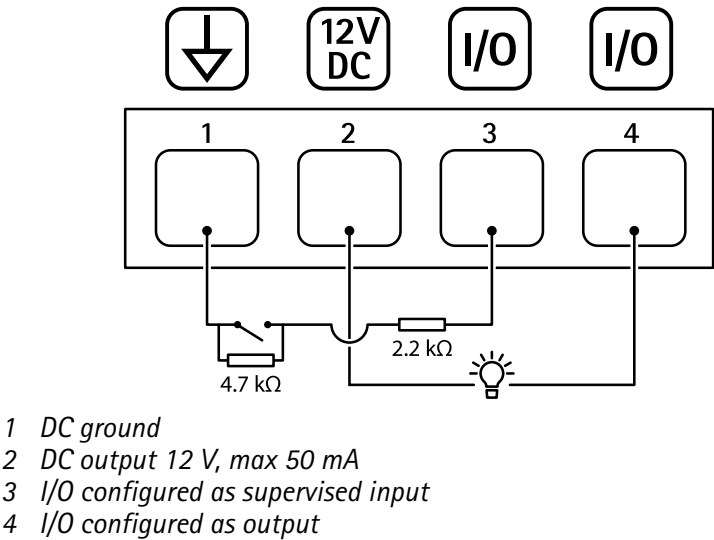 12V
DC
I/O
I/O
1
2
3
4
2.2 kΩ
4.7 kΩ
1 DC ground
2 DC output 12 V, max 50 mA
3 I/O configured as supervised input
4 I/O configured as output